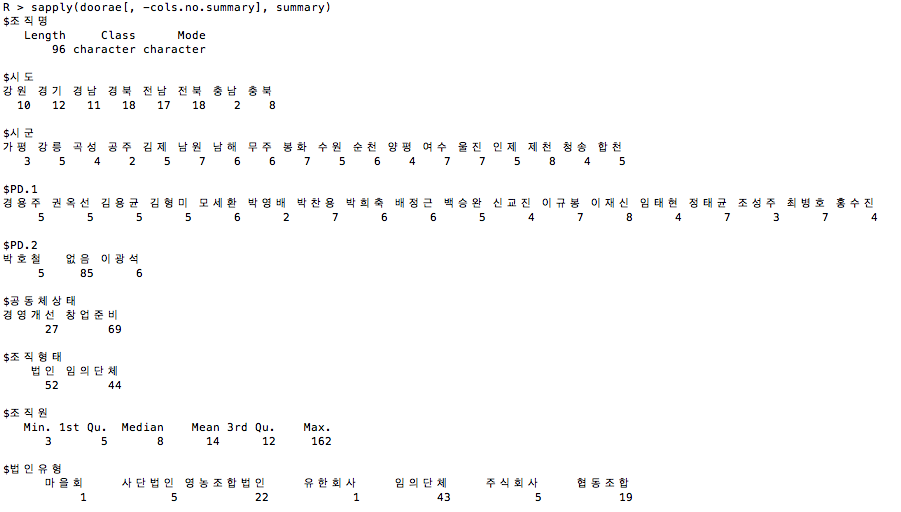 R > sapply(doorae[, -cols.no.summary], summary)
$조직명
Length Class Mode
96 character character
$시도
강원 경기 경남 경북 전남 전북 충남 충북
10 12 11 18 17 18 2 8
$시군
가평 강릉 곡성 공주 김제 남원 남해 무주 봉화 수원 순천 양평 여수 울진 인제 제천 청송 합천
3 5 4 2 5 7 6 6 7 5 6 4 7 7 5 8 4 5
$PD.1
경용주 권옥선 김용균 김형미 모세환 박영배 박찬용 박희축 배정근 백승완 신교진 이규봉 이재신 임태현 정태균 조성주 최병호 홍수진
5 5 5 5 6 2 7 6 6 5 4 7 8 4 7 3 7 4
$PD.2
박호철 없음 이광석
5 85 6
$공동체상태
경영개선 창업준비
27 69
$조직형태
법인 임의단체
52 44
$조직원
Min. 1st Qu. Median Mean 3rd Qu. Max.
3 5 8 14 12 162
$법인유형
마을회 사단법인 영농조합법인 유한회사 임의단체 주식회사 협동조합
1 5 22 1 43 5 19